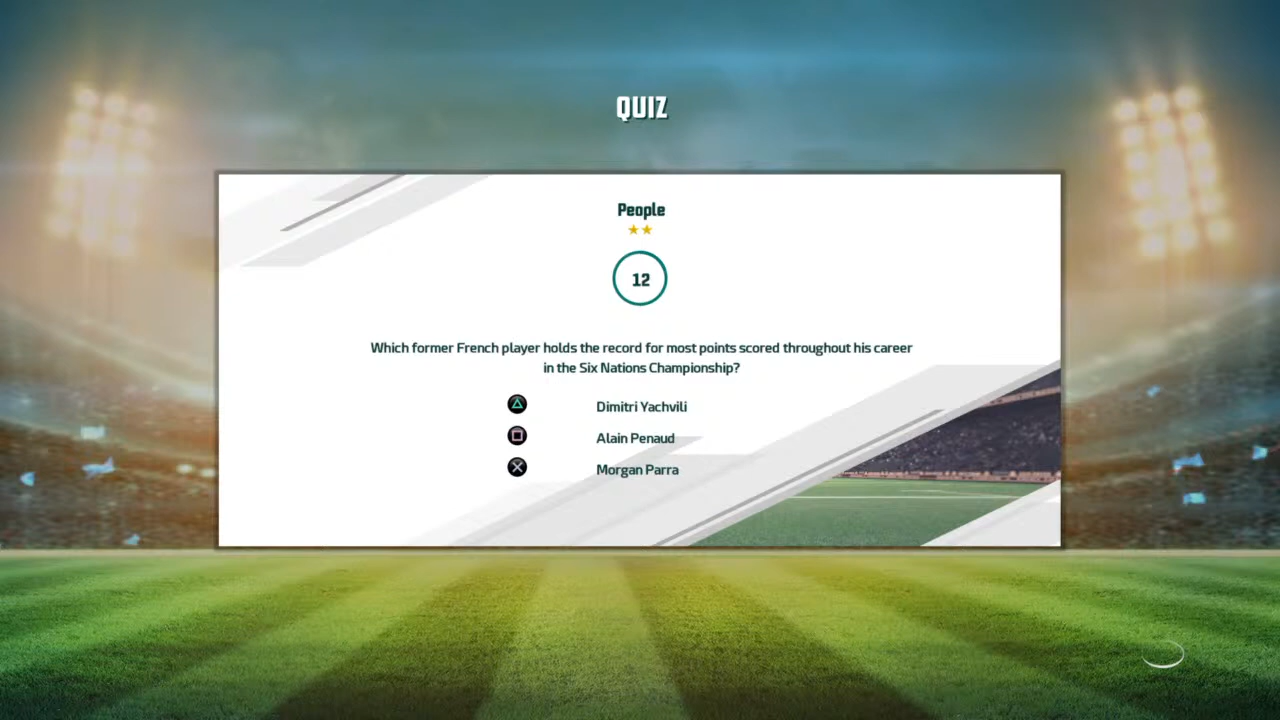 QUIZ
People
12
Which former French player holds the record for most points scored throughout his career
in the Six Nations Championship?
Dimitri Yachvili
Alain Penaud
Morgan Parra